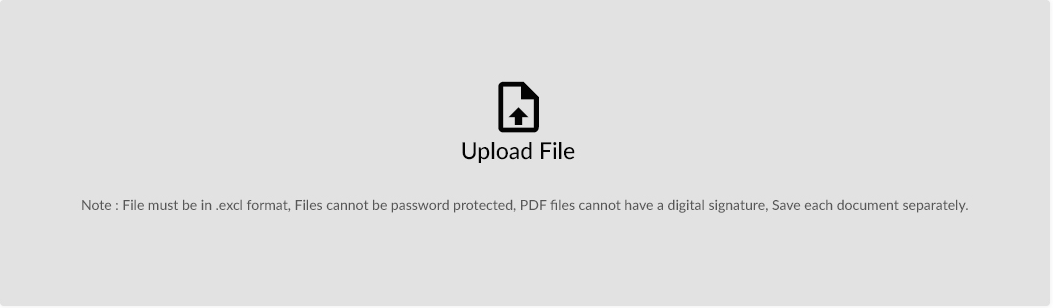 Upload File
Note : File must be in .excl format, Files cannot be password protected, PDF files cannot have a digital signature, Save each document separately.